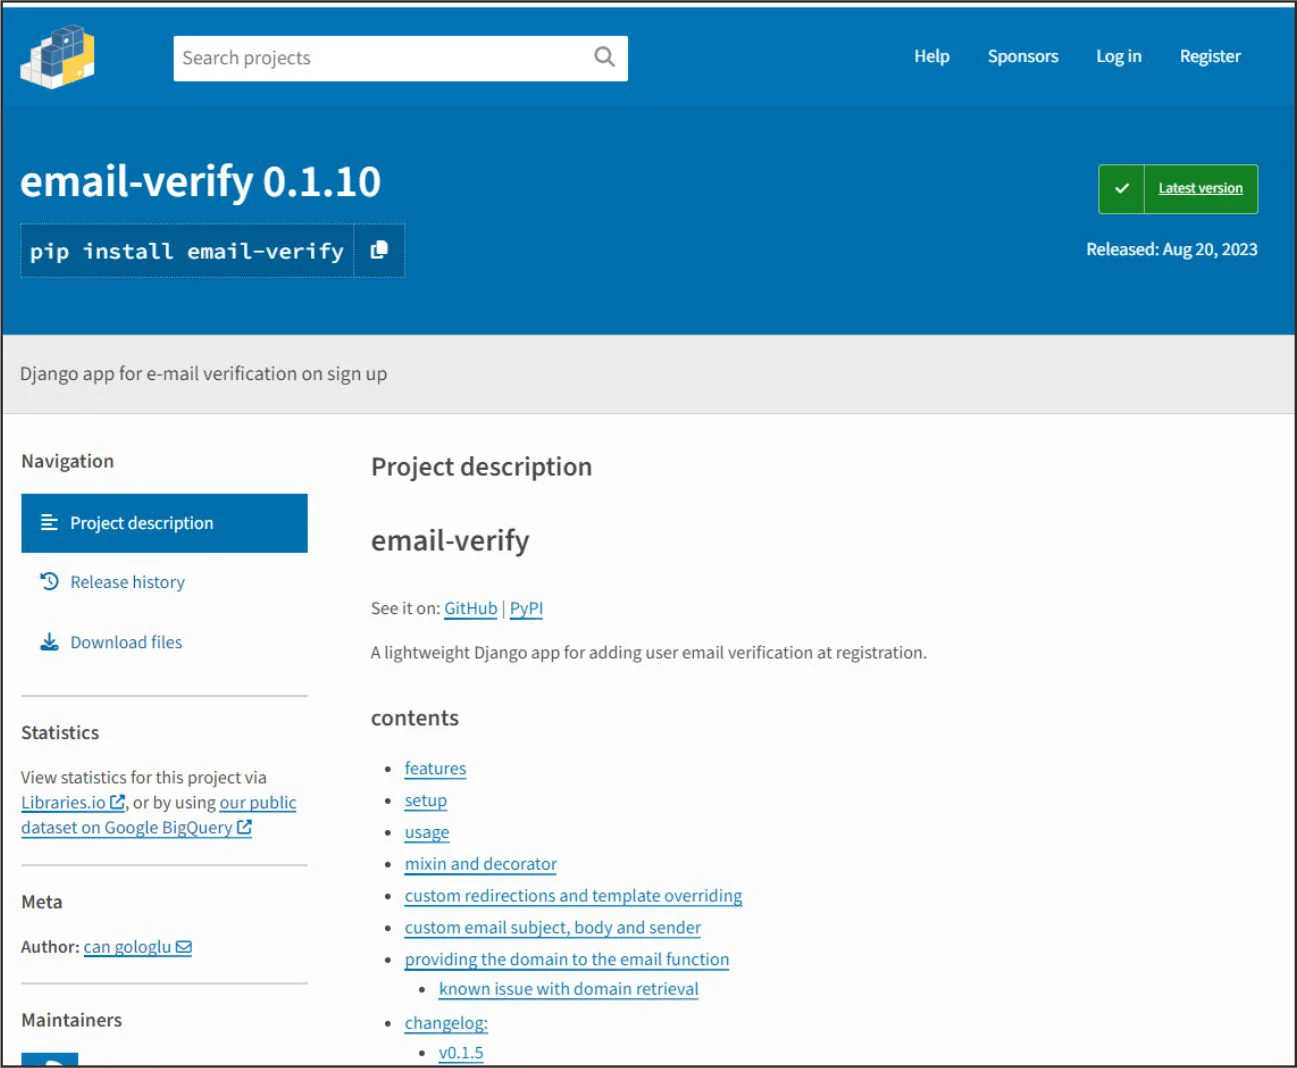 Search projects
Help
Sponsors
Log in
Register
email-verify 0.1.10
Latest version
pip install email-verify
Released: Aug 20, 2023
Django app for e-mail verification on sign up
Navigation
Project description
Release history
Download files
Statistics
View statistics for this project via
Libraries.io, or by using our public
dataset on Google BigQuery
Meta
Author: can gologlu
Maintainers
Project description
email-verify
See it on: GitHub | PyPI
A lightweight Django app for adding user email verification at registration.
contents
features
setup
usage
mixin and decorator
custom redirections and template overriding
custom email subject, body and sender
providing the domain to the email function
known issue with domain retrieval
changelog:
v0.1.5